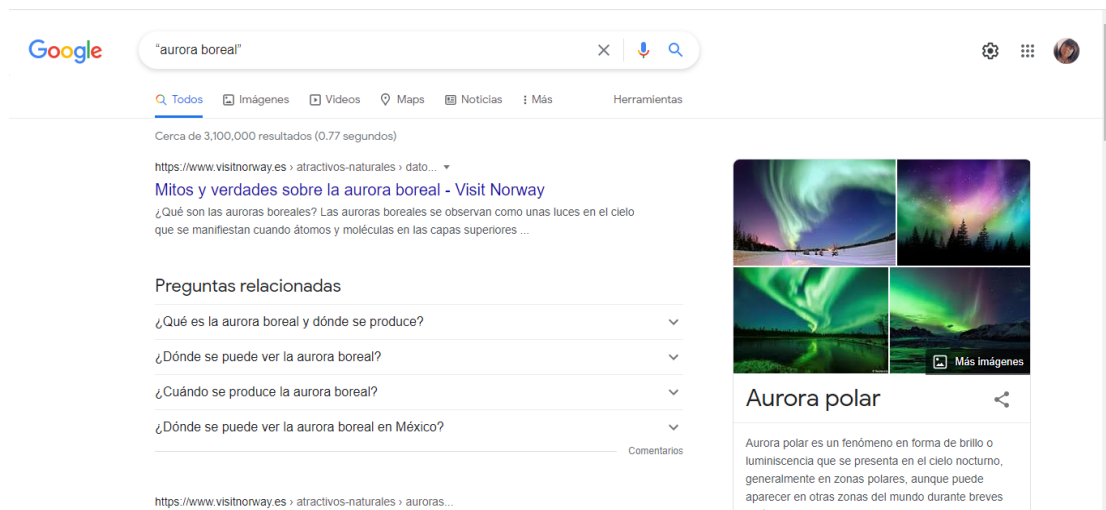 Google
“aurora boreal”
Todos Imágenes Videos Maps Noticias Más Herramientas
Cerca de 3,100,000 resultados (0.77 segundos)
https://www.visitnorway.es › atractivos-naturales › dato...
Mitos y verdades sobre la aurora boreal - Visit Norway
¿Qué son las auroras boreales? Las auroras boreales se observan como unas luces en el cielo
que se manifiestan cuando átomos y moléculas en las capas superiores ...
Preguntas relacionadas
¿Qué es la aurora boreal y dónde se produce?
¿Dónde se puede ver la aurora boreal?
¿Cuándo se produce la aurora boreal?
¿Dónde se puede ver la aurora boreal en México?
Comentarios
https://www.visitnorway.es › atractivos-naturales › auroras...
Más imágenes
Aurora polar
Aurora polar es un fenómeno en forma de brillo o
luminiscencia que se presenta en el cielo nocturno,
generalmente en zonas polares, aunque puede
aparecer en otras zonas del mundo durante breves